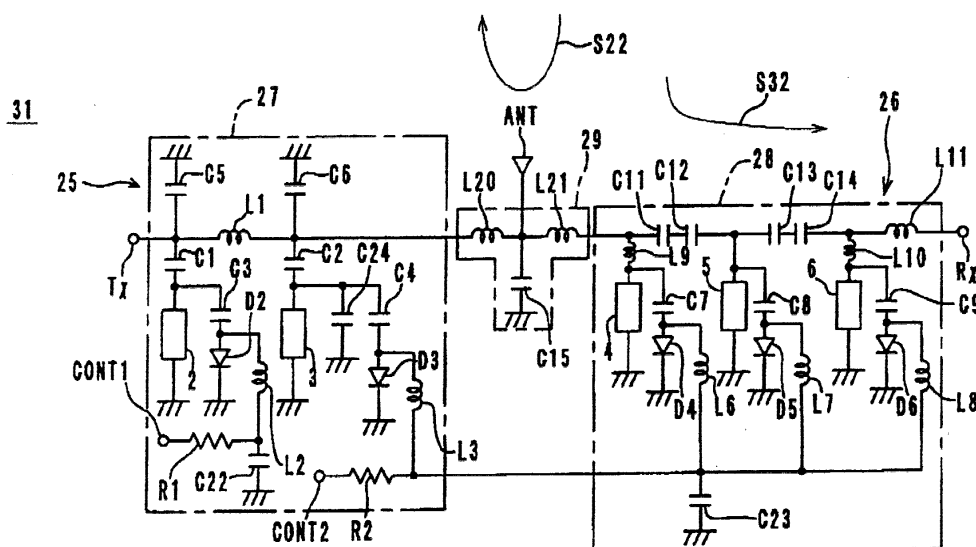 31
27
S22
ANT
S32
26
29
28
L11
25
C5
C6
L20
L21
C11
C12
C13
C14
L1
TX
C1
C2
C24
C4
C3
D2
L9
L10
RX
C15
5
6
C7
C8
C9
4
2
3
D3
D4
L6
D5
L7
D6
L8
CONT1
R1
C22
L2
L3
CONT2
R2
C23